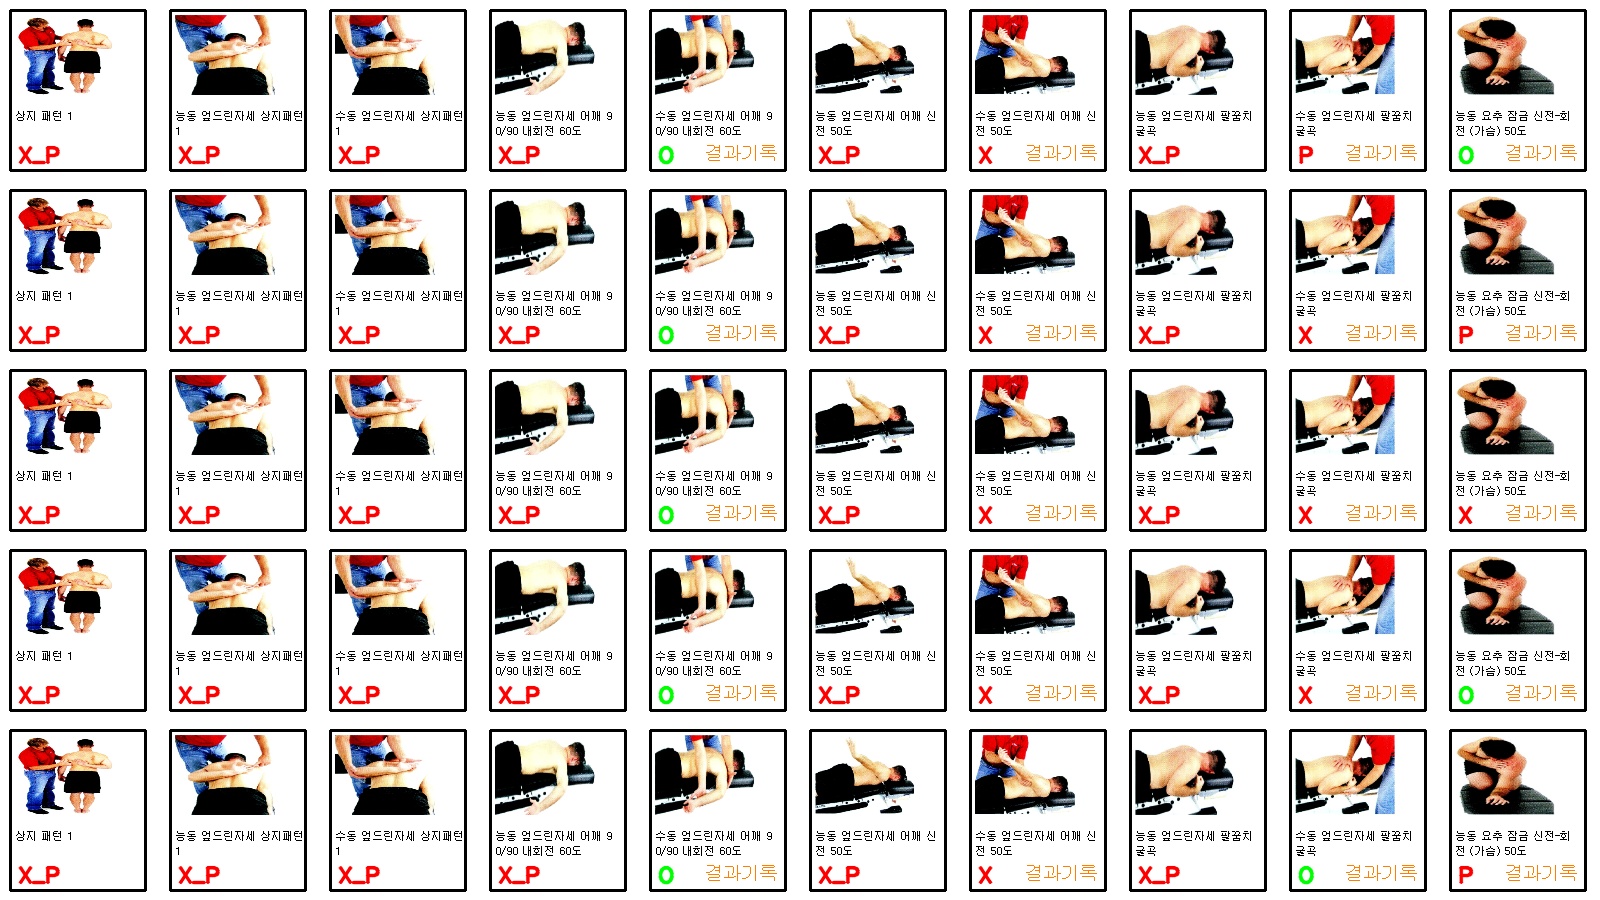 상지 패턴 1
X_P
능동 엎드린자세 상지패턴
1
X_P
수동 엎드린자세 상지패턴
1
X_P
능동 엎드린자세 어깨 9
0/90 내회전 60도
X_P
수동 엎드린자세 어깨 9
0/90 내회전 60도
O 결과기록
능동 엎드린자세 어깨 신
전 50도
X_P
수동 엎드린자세 어깨 신
전 50도
X 결과기록
능동 엎드린자세 팔꿈치
굴곡
X_P
수동 엎드린자세 팔꿈치
굴곡
P 결과기록
능동 요추 잠금 신전-회
전 (가슴) 50도
O 결과기록
상지 패턴 1
X_P
능동 엎드린자세 상지패턴
1
X_P
수동 엎드린자세 상지패턴
1
X_P
능동 엎드린자세 어깨 9
0/90 내회전 60도
X_P
수동 엎드린자세 어깨 9
0/90 내회전 60도
O 결과기록
능동 엎드린자세 어깨 신
전 50도
X_P
수동 엎드린자세 어깨 신
전 50도
X 결과기록
능동 엎드린자세 팔꿈치
굴곡
X_P
수동 엎드린자세 팔꿈치
굴곡
X 결과기록
능동 요추 잠금 신전-회
전 (가슴) 50도
P 결과기록
상지 패턴 1
X_P
능동 엎드린자세 상지패턴
1
X_P
수동 엎드린자세 상지패턴
1
X_P
능동 엎드린자세 어깨 9
0/90 내회전 60도
X_P
수동 엎드린자세 어깨 9
0/90 내회전 60도
O 결과기록
능동 엎드린자세 어깨 신
전 50도
X_P
수동 엎드린자세 어깨 신
전 50도
X 결과기록
능동 엎드린자세 팔꿈치
굴곡
X_P
수동 엎드린자세 팔꿈치
굴곡
X 결과기록
능동 요추 잠금 신전-회
전 (가슴) 50도
X 결과기록
상지 패턴 1
X_P
능동 엎드린자세 상지패턴
1
X_P
수동 엎드린자세 상지패턴
1
X_P
능동 엎드린자세 어깨 9
0/90 내회전 60도
X_P
수동 엎드린자세 어깨 9
0/90 내회전 60도
O 결과기록
능동 엎드린자세 어깨 신
전 50도
X_P
수동 엎드린자세 어깨 신
전 50도
X 결과기록
능동 엎드린자세 팔꿈치
굴곡
X_P
수동 엎드린자세 팔꿈치
굴곡
X 결과기록
능동 요추 잠금 신전-회
전 (가슴) 50도
O 결과기록
상지 패턴 1
X_P
능동 엎드린자세 상지패턴
1
X_P
수동 엎드린자세 상지패턴
1
X_P
능동 엎드린자세 어깨 9
0/90 내회전 60도
X_P
수동 엎드린자세 어깨 9
0/90 내회전 60도
O 결과기록
능동 엎드린자세 어깨 신
전 50도
X_P
수동 엎드린자세 어깨 신
전 50도
X 결과기록
능동 엎드린자세 팔꿈치
굴곡
X_P
수동 엎드린자세 팔꿈치
굴곡
O 결과기록
능동 요추 잠금 신전-회
전 (가슴) 50도
P 결과기록